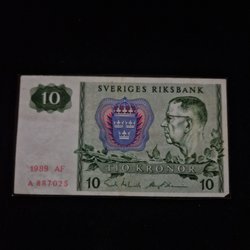 SVERIGES RIKSBANK
10
1989 AF
A 887025
TIO KRONOR
10
10